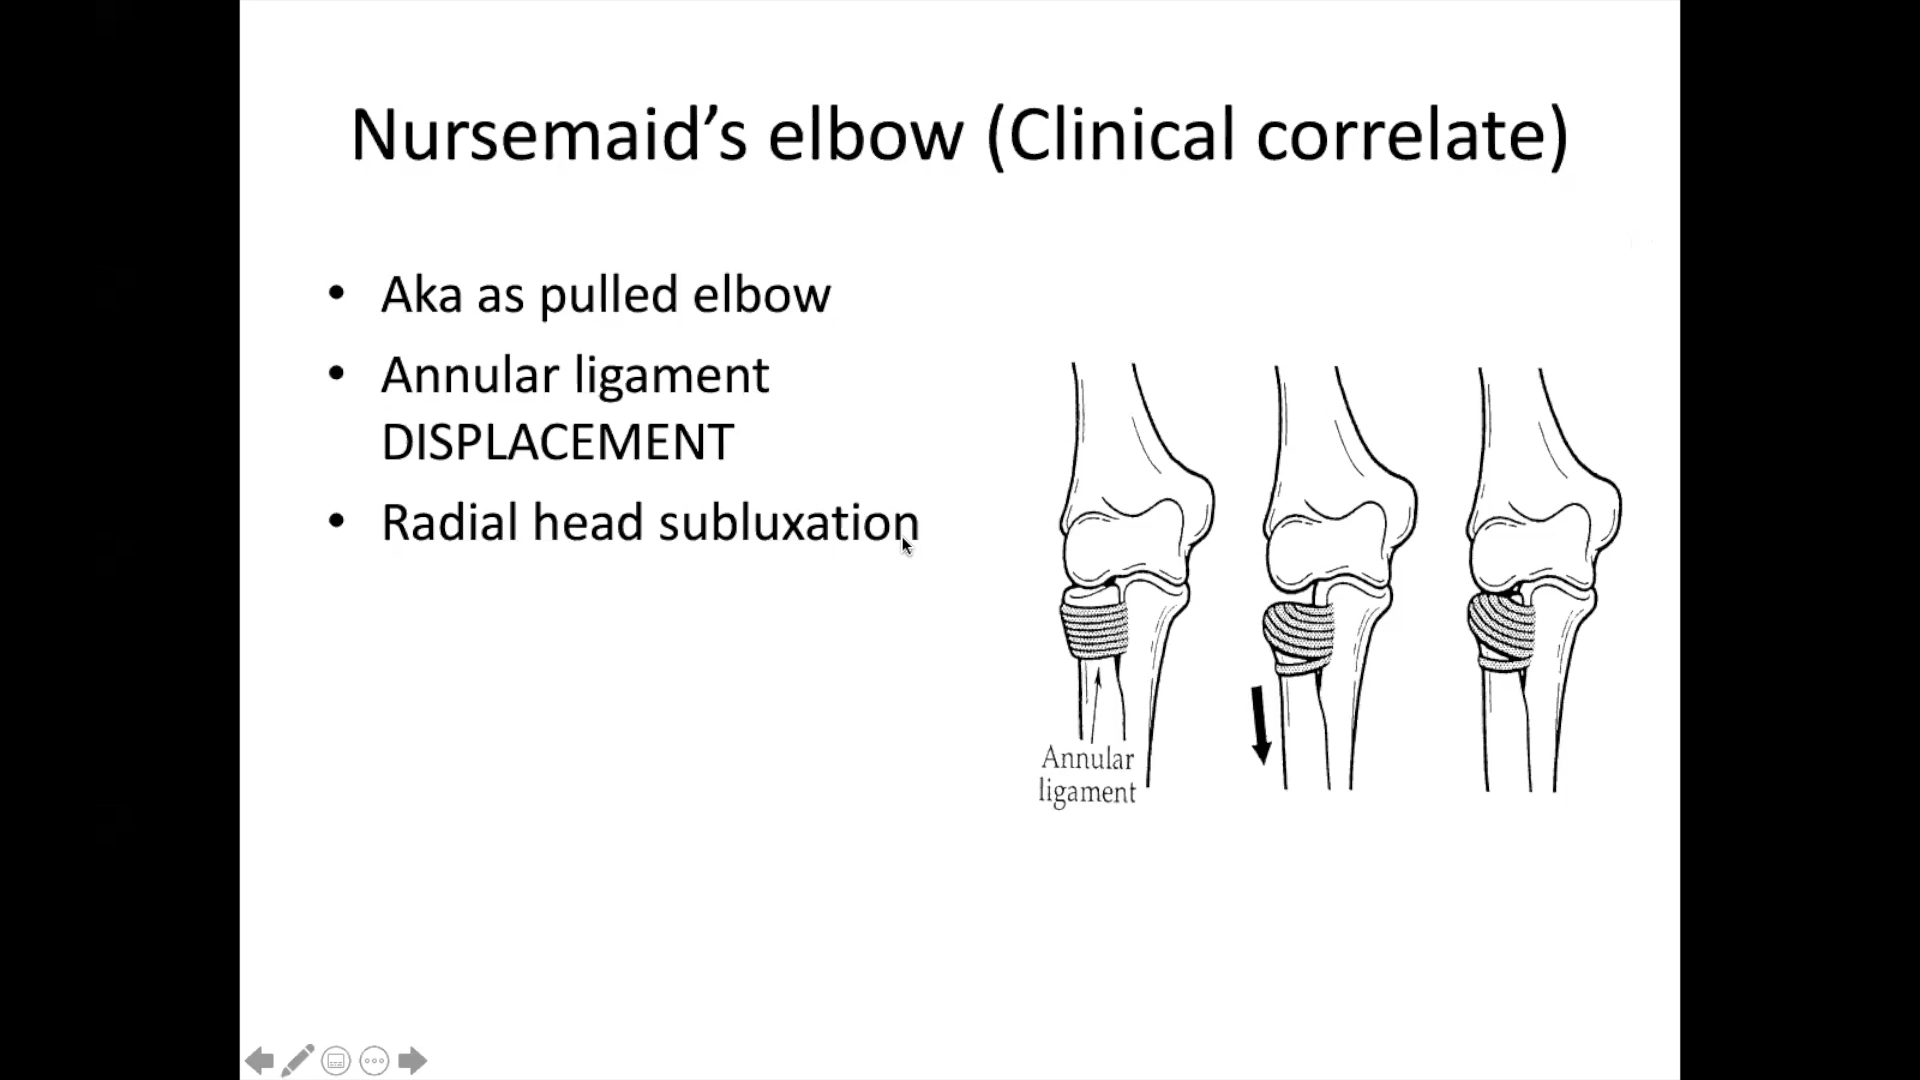 Nursemaid’s elbow (Clinical correlate)
• Aka as pulled elbow
• Annular ligament
DISPLACEMENT
• Radial head subluxation
Annular
ligament